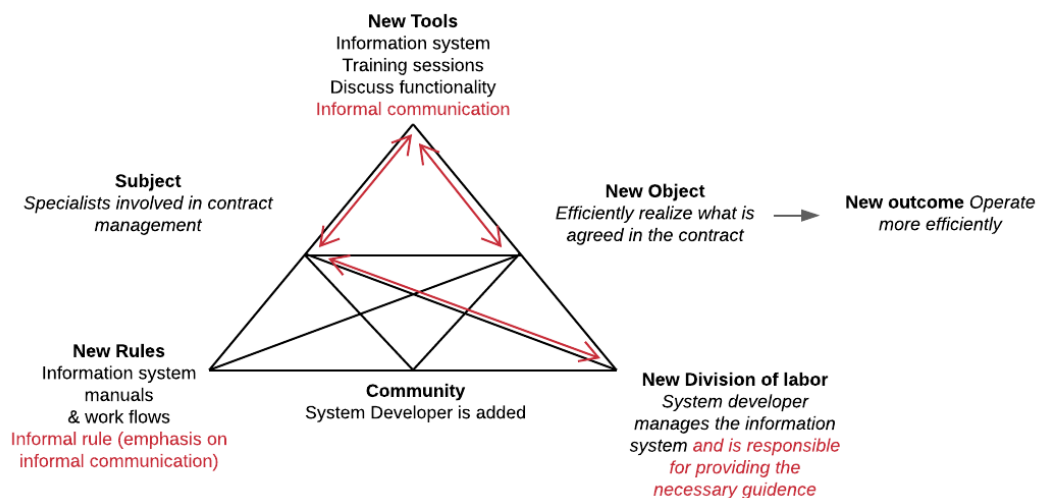 New Tools
Information system
Training sessions
Discuss functionality
Informal communication
Subject
Specialists involved in contract
management
New Object
Efficiently realize what is
agreed in the contract
New outcome Operate
more efficiently
New Rules
Information system
manuals
& work flows
Informal rule (emphasis on
informal communication)
Community
System Developer is added
New Division of labor
System developer
manages the information
system and is responsible
for providing the
necessary guidence